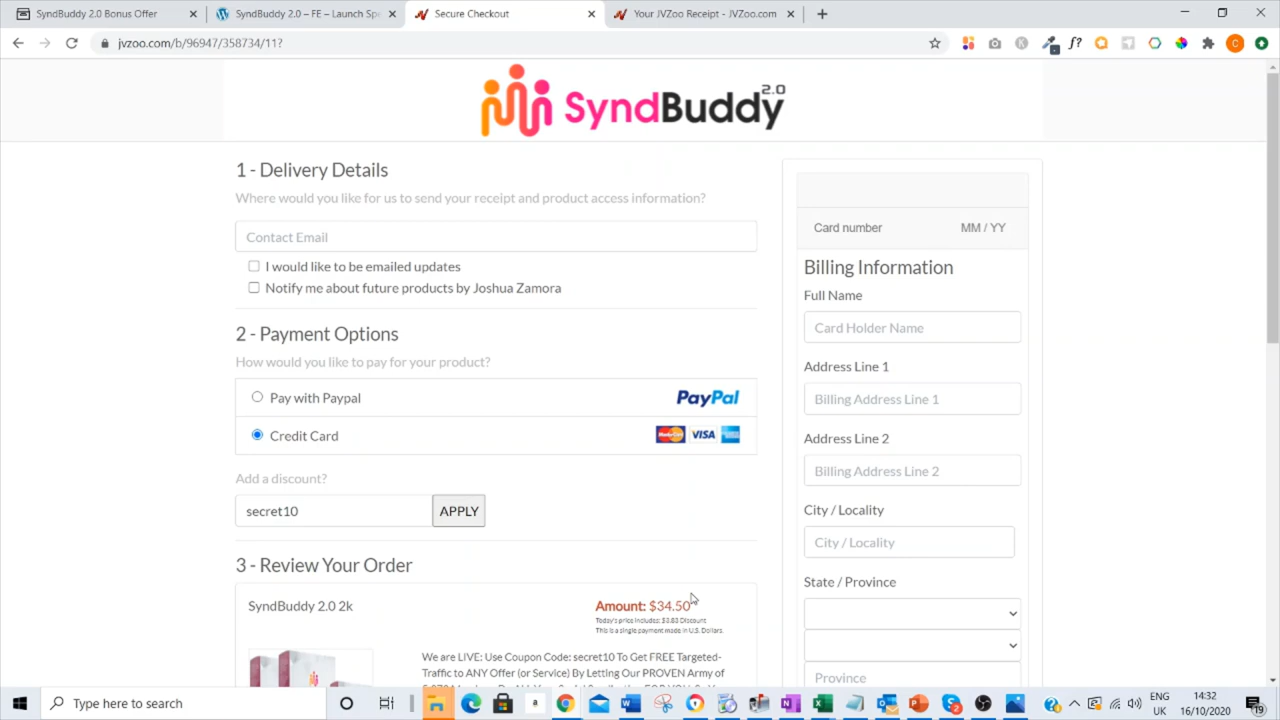 SyndBuddy 2.0 Bonus Offer
SyndBuddy 2.0 – FE – Launch Spe
Secure Checkout
Your JVZoo Receipt - JVZoo.com
jvzoo.com/b/96947/358734/11?
SyndBuddy 2.0
1 - Delivery Details
Where would you like for us to send your receipt and product access information?
Contact Email
I would like to be emailed updates
Notify me about future products by Joshua Zamora
2 - Payment Options
How would you like to pay for your product?
Pay with Paypal
PayPal
Credit Card
MasterCard VISA
Add a discount?
secret10
APPLY
3 - Review Your Order
SyndBuddy 2.0 2k
Amount: $34.50
Today's price includes: $3.83 Discount
This is a single payment made in U.S. Dollars.
We are LIVE: Use Coupon Code: secret10 To Get FREE Targeted-
Traffic to ANY Offer (or Service) By Letting Our PROVEN Army of
Card number
MM / YY
Billing Information
Full Name
Card Holder Name
Address Line 1
Billing Address Line 1
Address Line 2
Billing Address Line 2
City / Locality
City / Locality
State / Province
Province
Type here to search
ENG
UK
14:32
16/10/2020